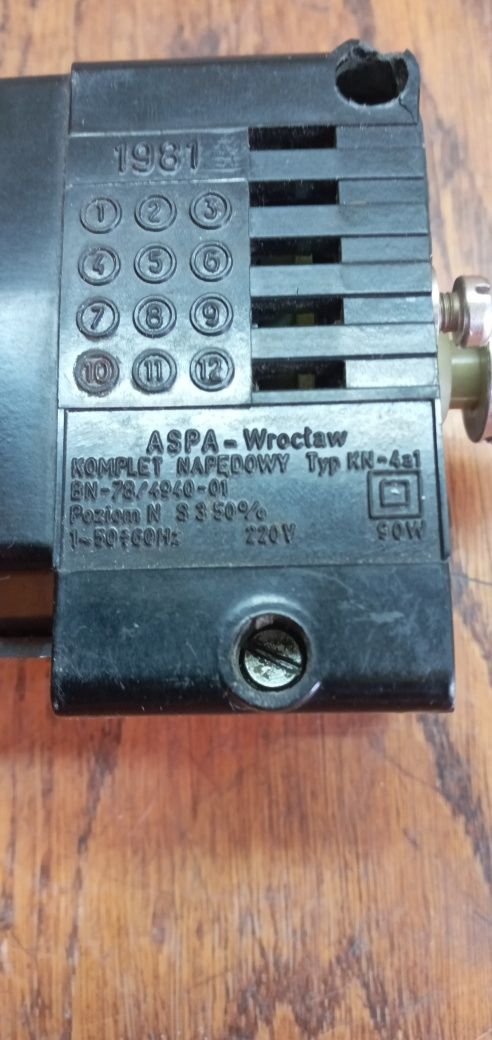 1981
1 2 3
4 5 6
7 8 9
10 11 12
ASPA - Wrocław
KOMPLET NAPĘDOWY Typ KN-4a1
BN-78/4940-01
Poziom N S 3 50%
1~50÷60Hz 220V 90W